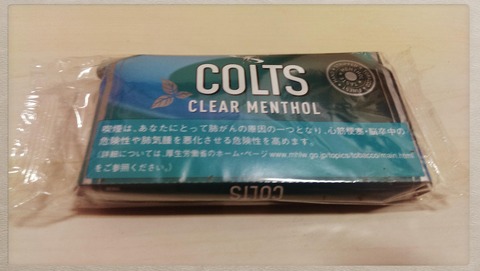 COLTS
CLEAR MENTHOL
喫煙は、あなたにとって肺がんの原因の一つとなり、心筋梗塞・脳卒中の
危険性や肺気腫を悪化させる危険性を高めます。
(詳細については、厚生労働省のホーム・ページ www.mhlw.go.jp/topics/tobacco/main.html
をご参照ください。)
COLTS